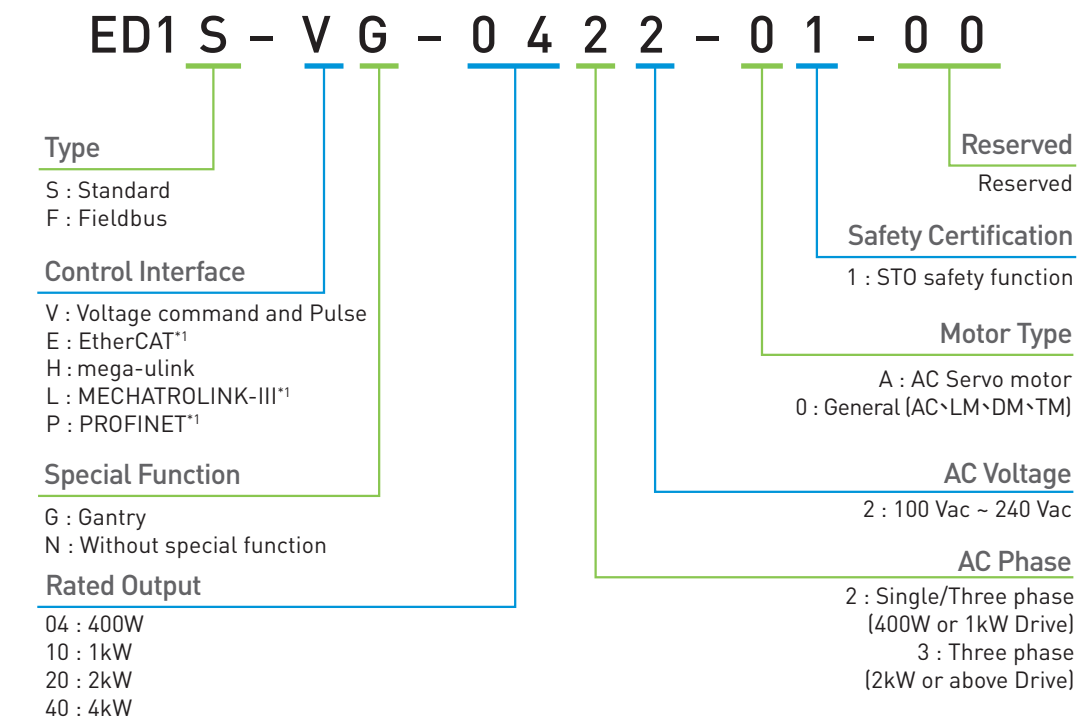 ED1 S – V G – 0 4 2 2 – 0 1 - 0 0
Type
S : Standard
F : Fieldbus
Control Interface
V : Voltage command and Pulse
E : EtherCAT*1
H : mega-ulink
L : MECHATROLINK-III*1
P : PROFINET*1
Special Function
G : Gantry
N : Without special function
Rated Output
04 : 400W
10 : 1kW
20 : 2kW
40 : 4kW
Reserved
Reserved
Safety Certification
1 : STO safety function
Motor Type
A : AC Servo motor
0 : General (AC、LM、DM、TM)
AC Voltage
2 : 100 Vac ~ 240 Vac
AC Phase
2 : Single/Three phase
(400W or 1kW Drive)
3 : Three phase
(2kW or above Drive)